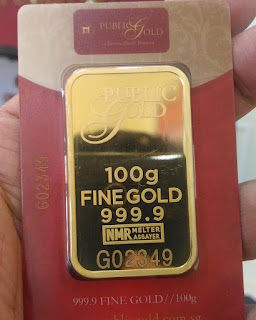 PUBLIC GOLD
PUBLIC
GOLD
100g
FINE GOLD
999.9
NMR MELTER
ASSAYER
G02349
G02349
999.9 FINE GOLD//100g